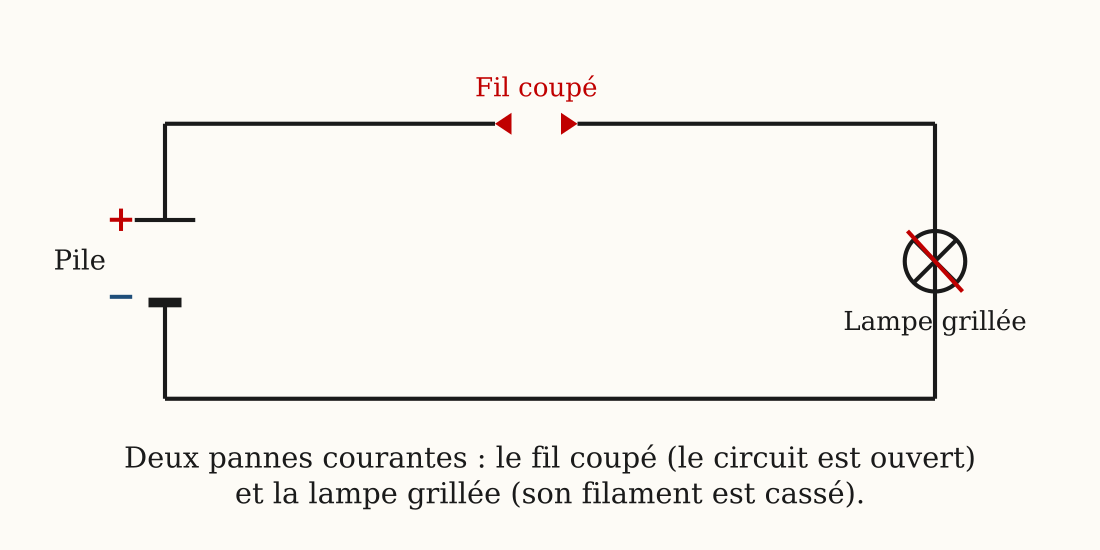 Fil coupé
+
Pile
−
Lampe grillée
Deux pannes courantes : le fil coupé (le circuit est ouvert)
et la lampe grillée (son filament est cassé).